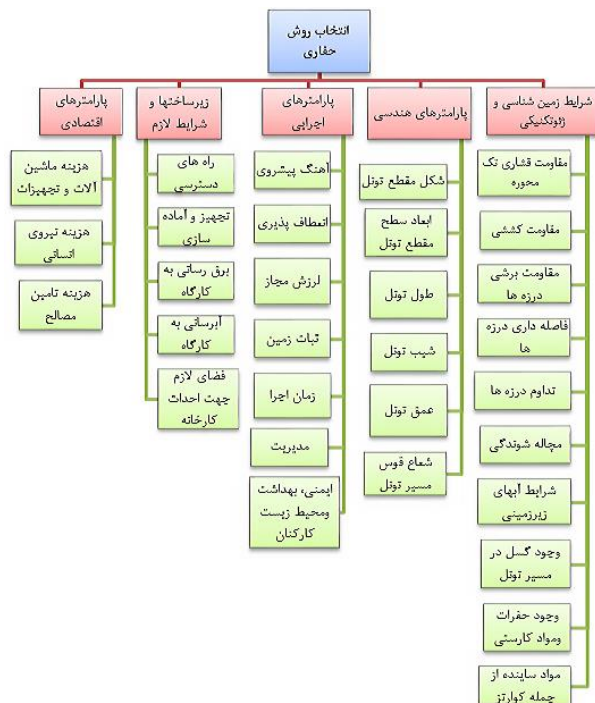 انتخاب روش
حفاری
شرایط زمین شناسی و
ژئوتکنیکی
مقاومت فشاری تک
محوره
مقاومت کششی
مقاومت برشی
درزه ها
فاصله داری درزه
ها
تداوم درزه ها
مچاله شوندگی
شرایط آبهای
زیرزمینی
وجود گسل در
مسیر تونل
وجود حفرات
ومواد کارستی
مواد ساینده از
جمله کوارتز
پارامترهای هندسی
شکل مقطع تونل
ابعاد سطح
مقطع تونل
طول تونل
شیب تونل
عمق تونل
شعاع قوس
مسیر تونل
پارامترهای
اجرایی
آهنگ پیشروی
انعطاف پذیری
لرزش مجاز
ثبات زمین
زمان اجرا
مدیریت
ایمنی، بهداشت
ومحیط زیست
کارکنان
زیرساختها و
شرایط لازم
راه های
دسترسی
تجهیز و آماده
سازی
برق رسانی به
کارگاه
آبرسانی به
کارگاه
فضای لازم
جهت احداث
کارخانه
پارامترهای
اقتصادی
هزینه ماشین
آلات و تجهیزات
هزینه نیروی
انسانی
هزینه تامین
مصالح